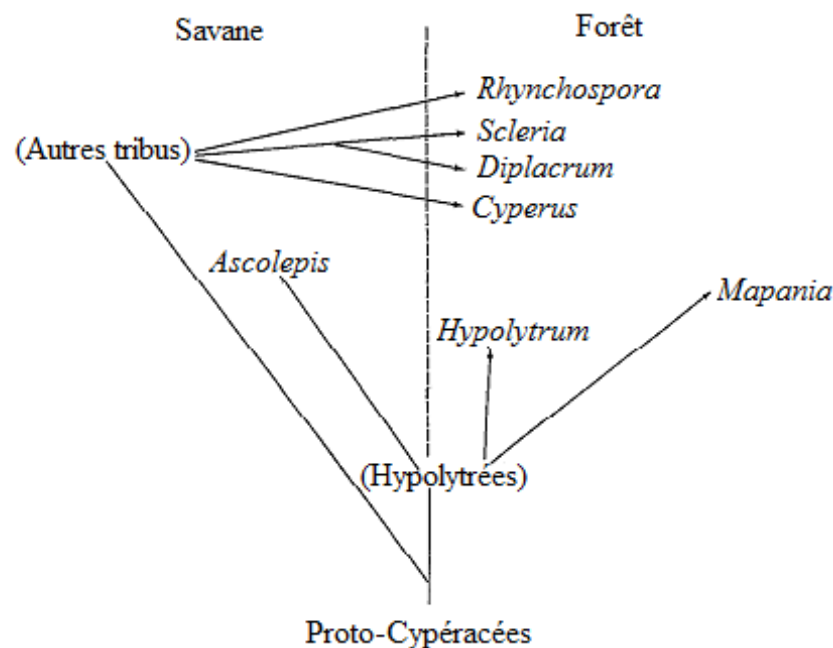 Savane
Forêt
Rhynchospora
Scleria
(Autres tribus)
Diplacrum
Cyperus
Ascolepis
Mapania
Hypolytrum
(Hypolytrées)
Proto-Cypéracées